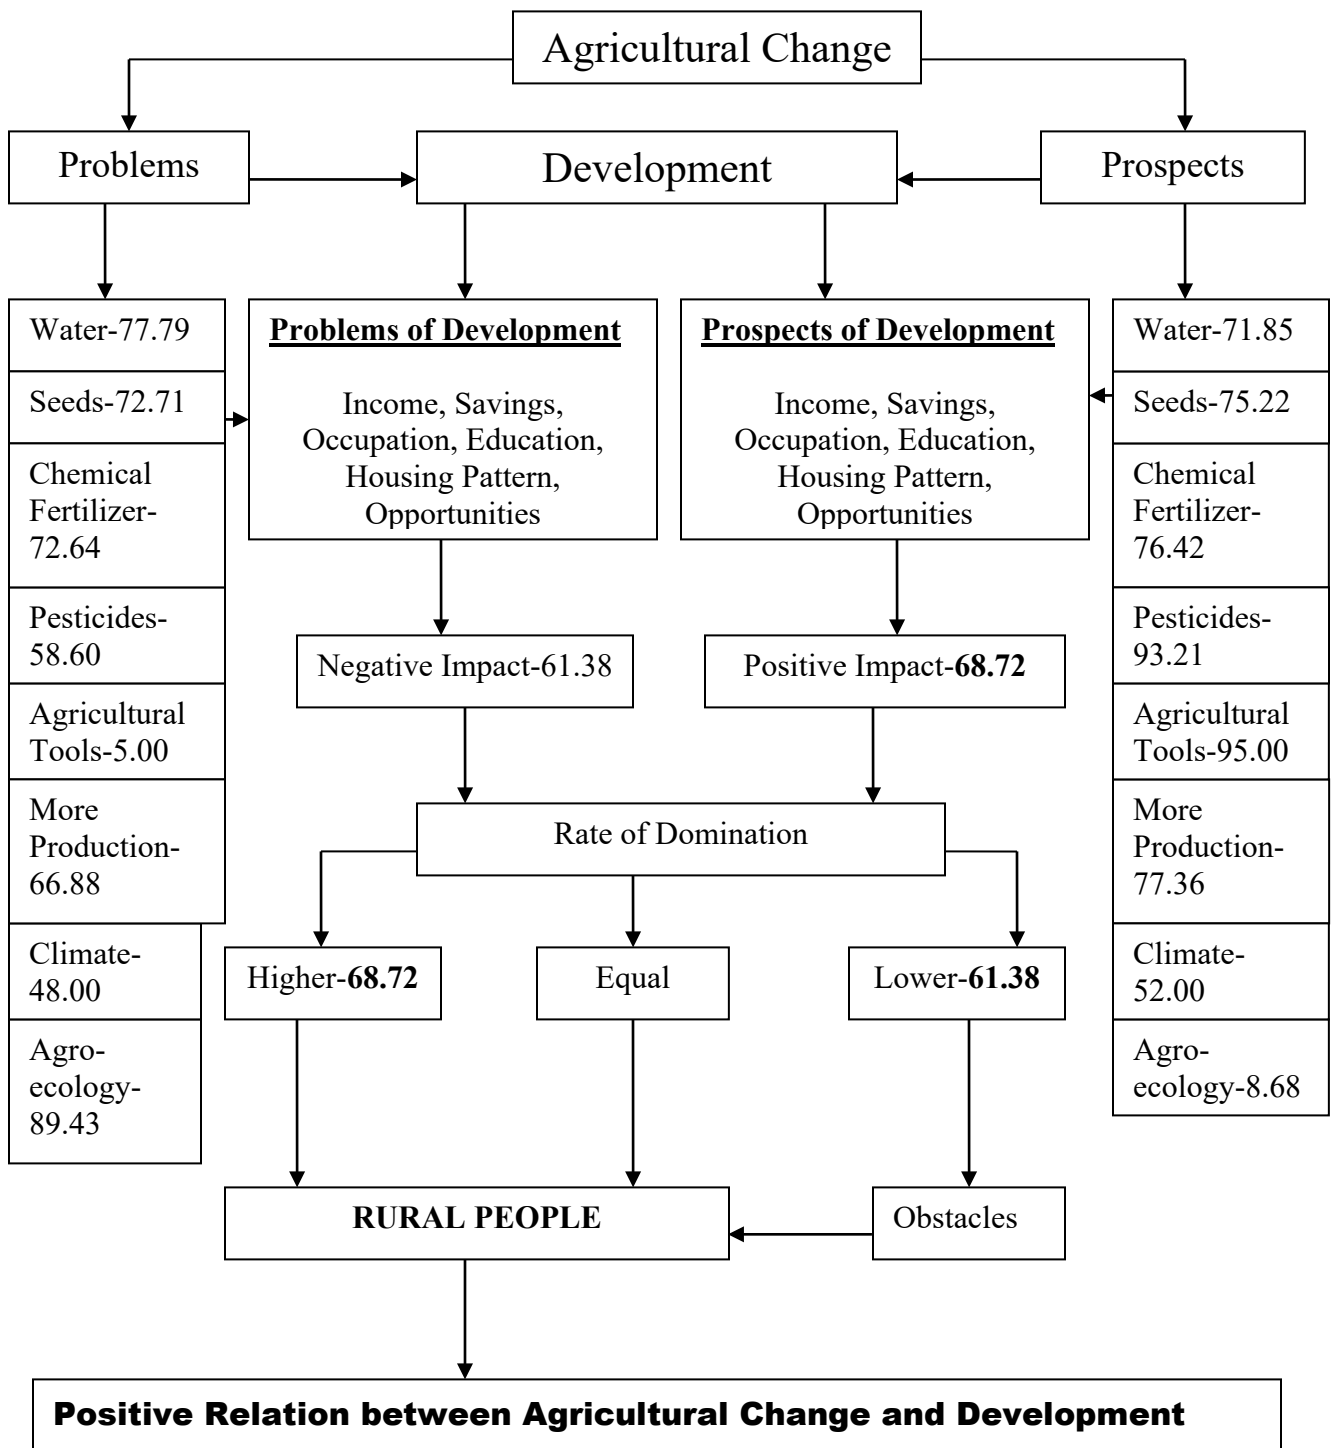 Agricultural Change
Problems
Development
Prospects
Water-77.79
Seeds-72.71
Chemical
Fertilizer-
72.64
Pesticides-
58.60
Agricultural
Tools-5.00
More
Production-
66.88
Climate-
48.00
Agro-
ecology-
89.43
Problems of Development
Income, Savings,
Occupation, Education,
Housing Pattern,
Opportunities
Prospects of Development
Income, Savings,
Occupation, Education,
Housing Pattern,
Opportunities
Water-71.85
Seeds-75.22
Chemical
Fertilizer-
76.42
Pesticides-
93.21
Agricultural
Tools-95.00
More
Production-
77.36
Climate-
52.00
Agro-
ecology-8.68
Negative Impact-61.38
Positive Impact-68.72
Rate of Domination
Higher-68.72
Equal
Lower-61.38
RURAL PEOPLE
Obstacles
Positive Relation between Agricultural Change and Development